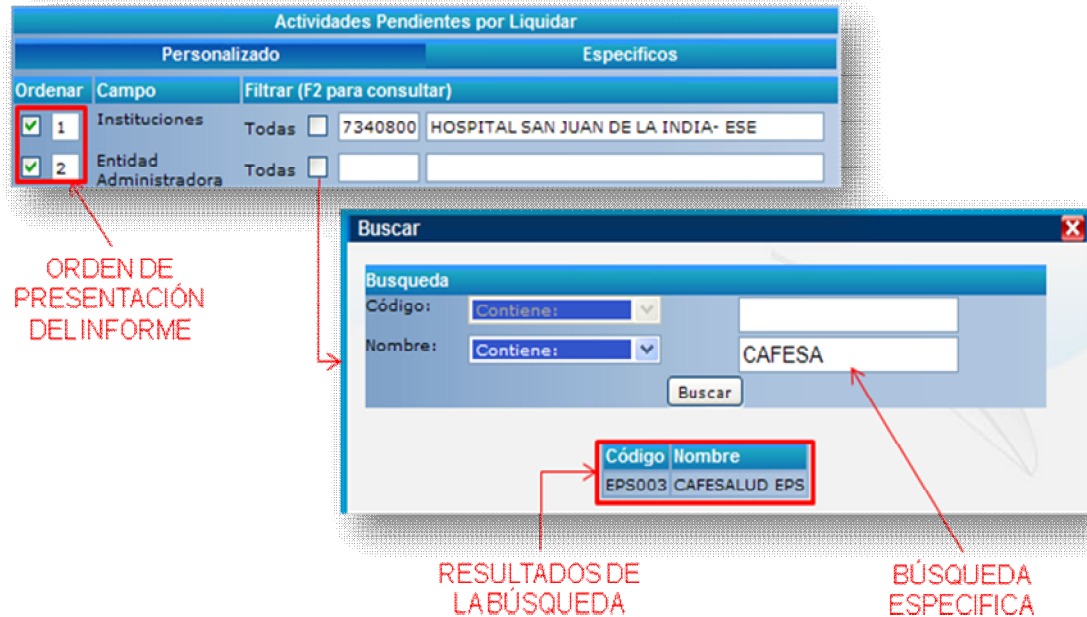 Actividades Pendientes por Liquidar
Personalizado Especificos
Ordenar Campo Filtrar (F2 para consultar)
1 Instituciones Todas 7340800 HOSPITAL SAN JUAN DE LA INDIA- ESE
2 Entidad
Administradora Todas
Buscar
Busqueda
Código: Contiene:
Nombre: Contiene: CAFESA
Buscar
Código Nombre
EPS003 CAFESALUD EPS
ORDEN DE
PRESENTACIÓN
DEL INFORME
RESULTADOS DE
LA BÚSQUEDA
BÚSQUEDA
ESPECIFICA